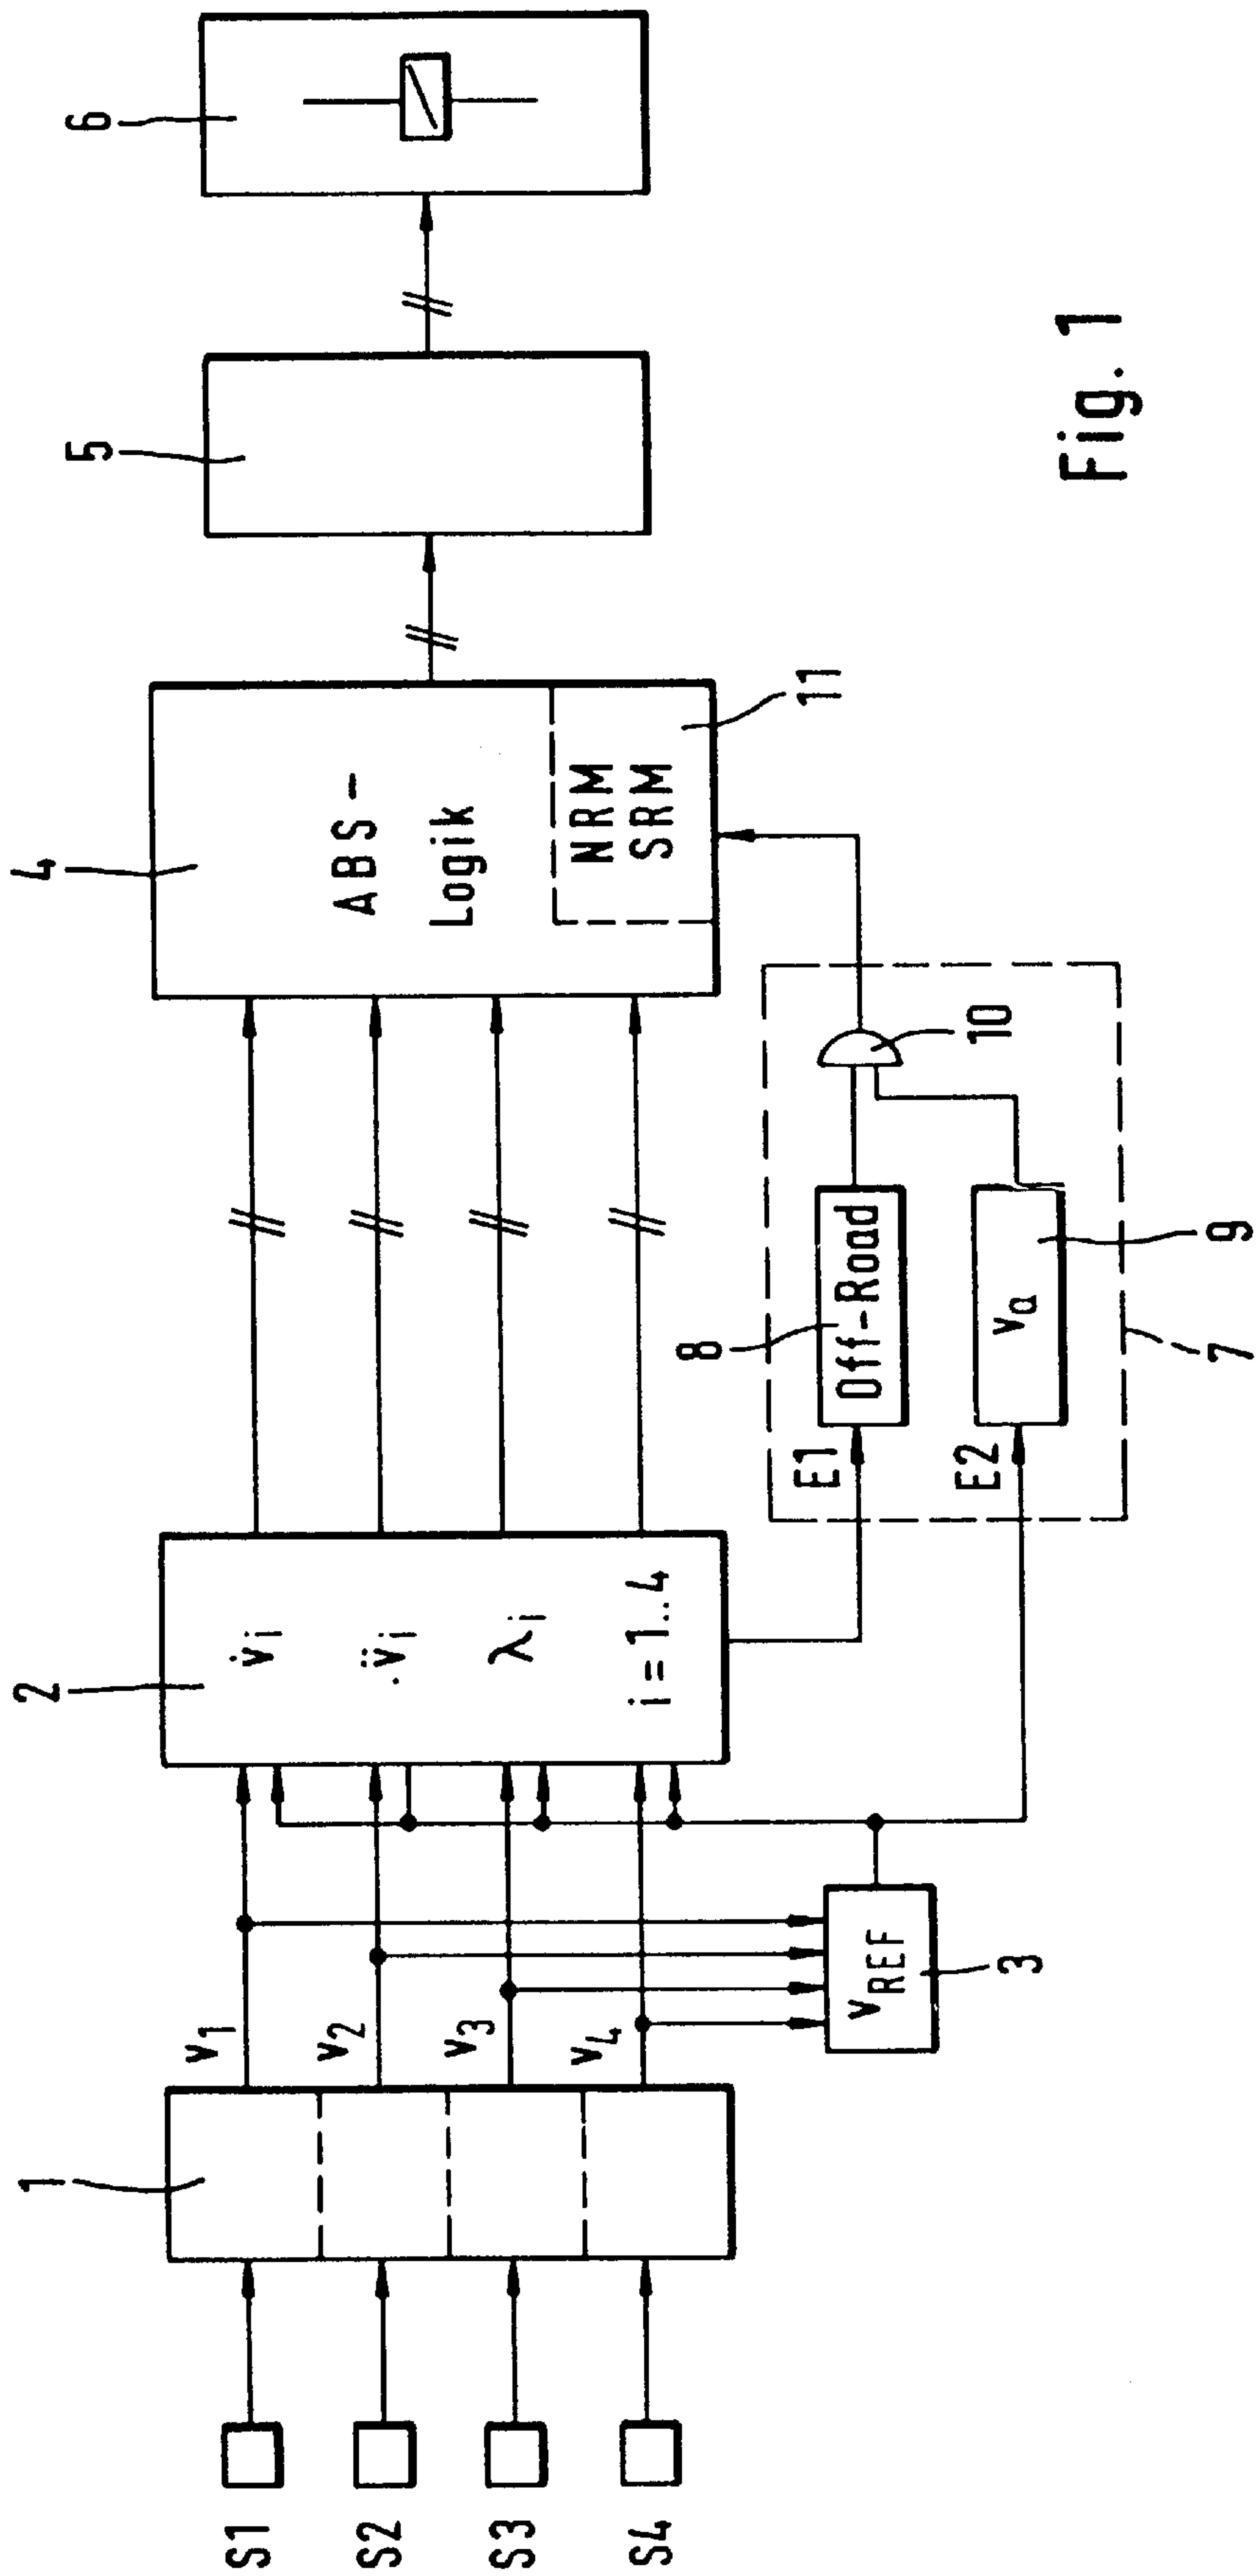 S1
S2
S3
S4
1
v1
v2
v3
v4
vREF
3
2
v̇i
.v̈i
λi
i = 1..4
E1
E2
7
8
Off-Road
va
9
10
4
ABS-
Logik
NRM
SRM
11
5
6
Fig. 1